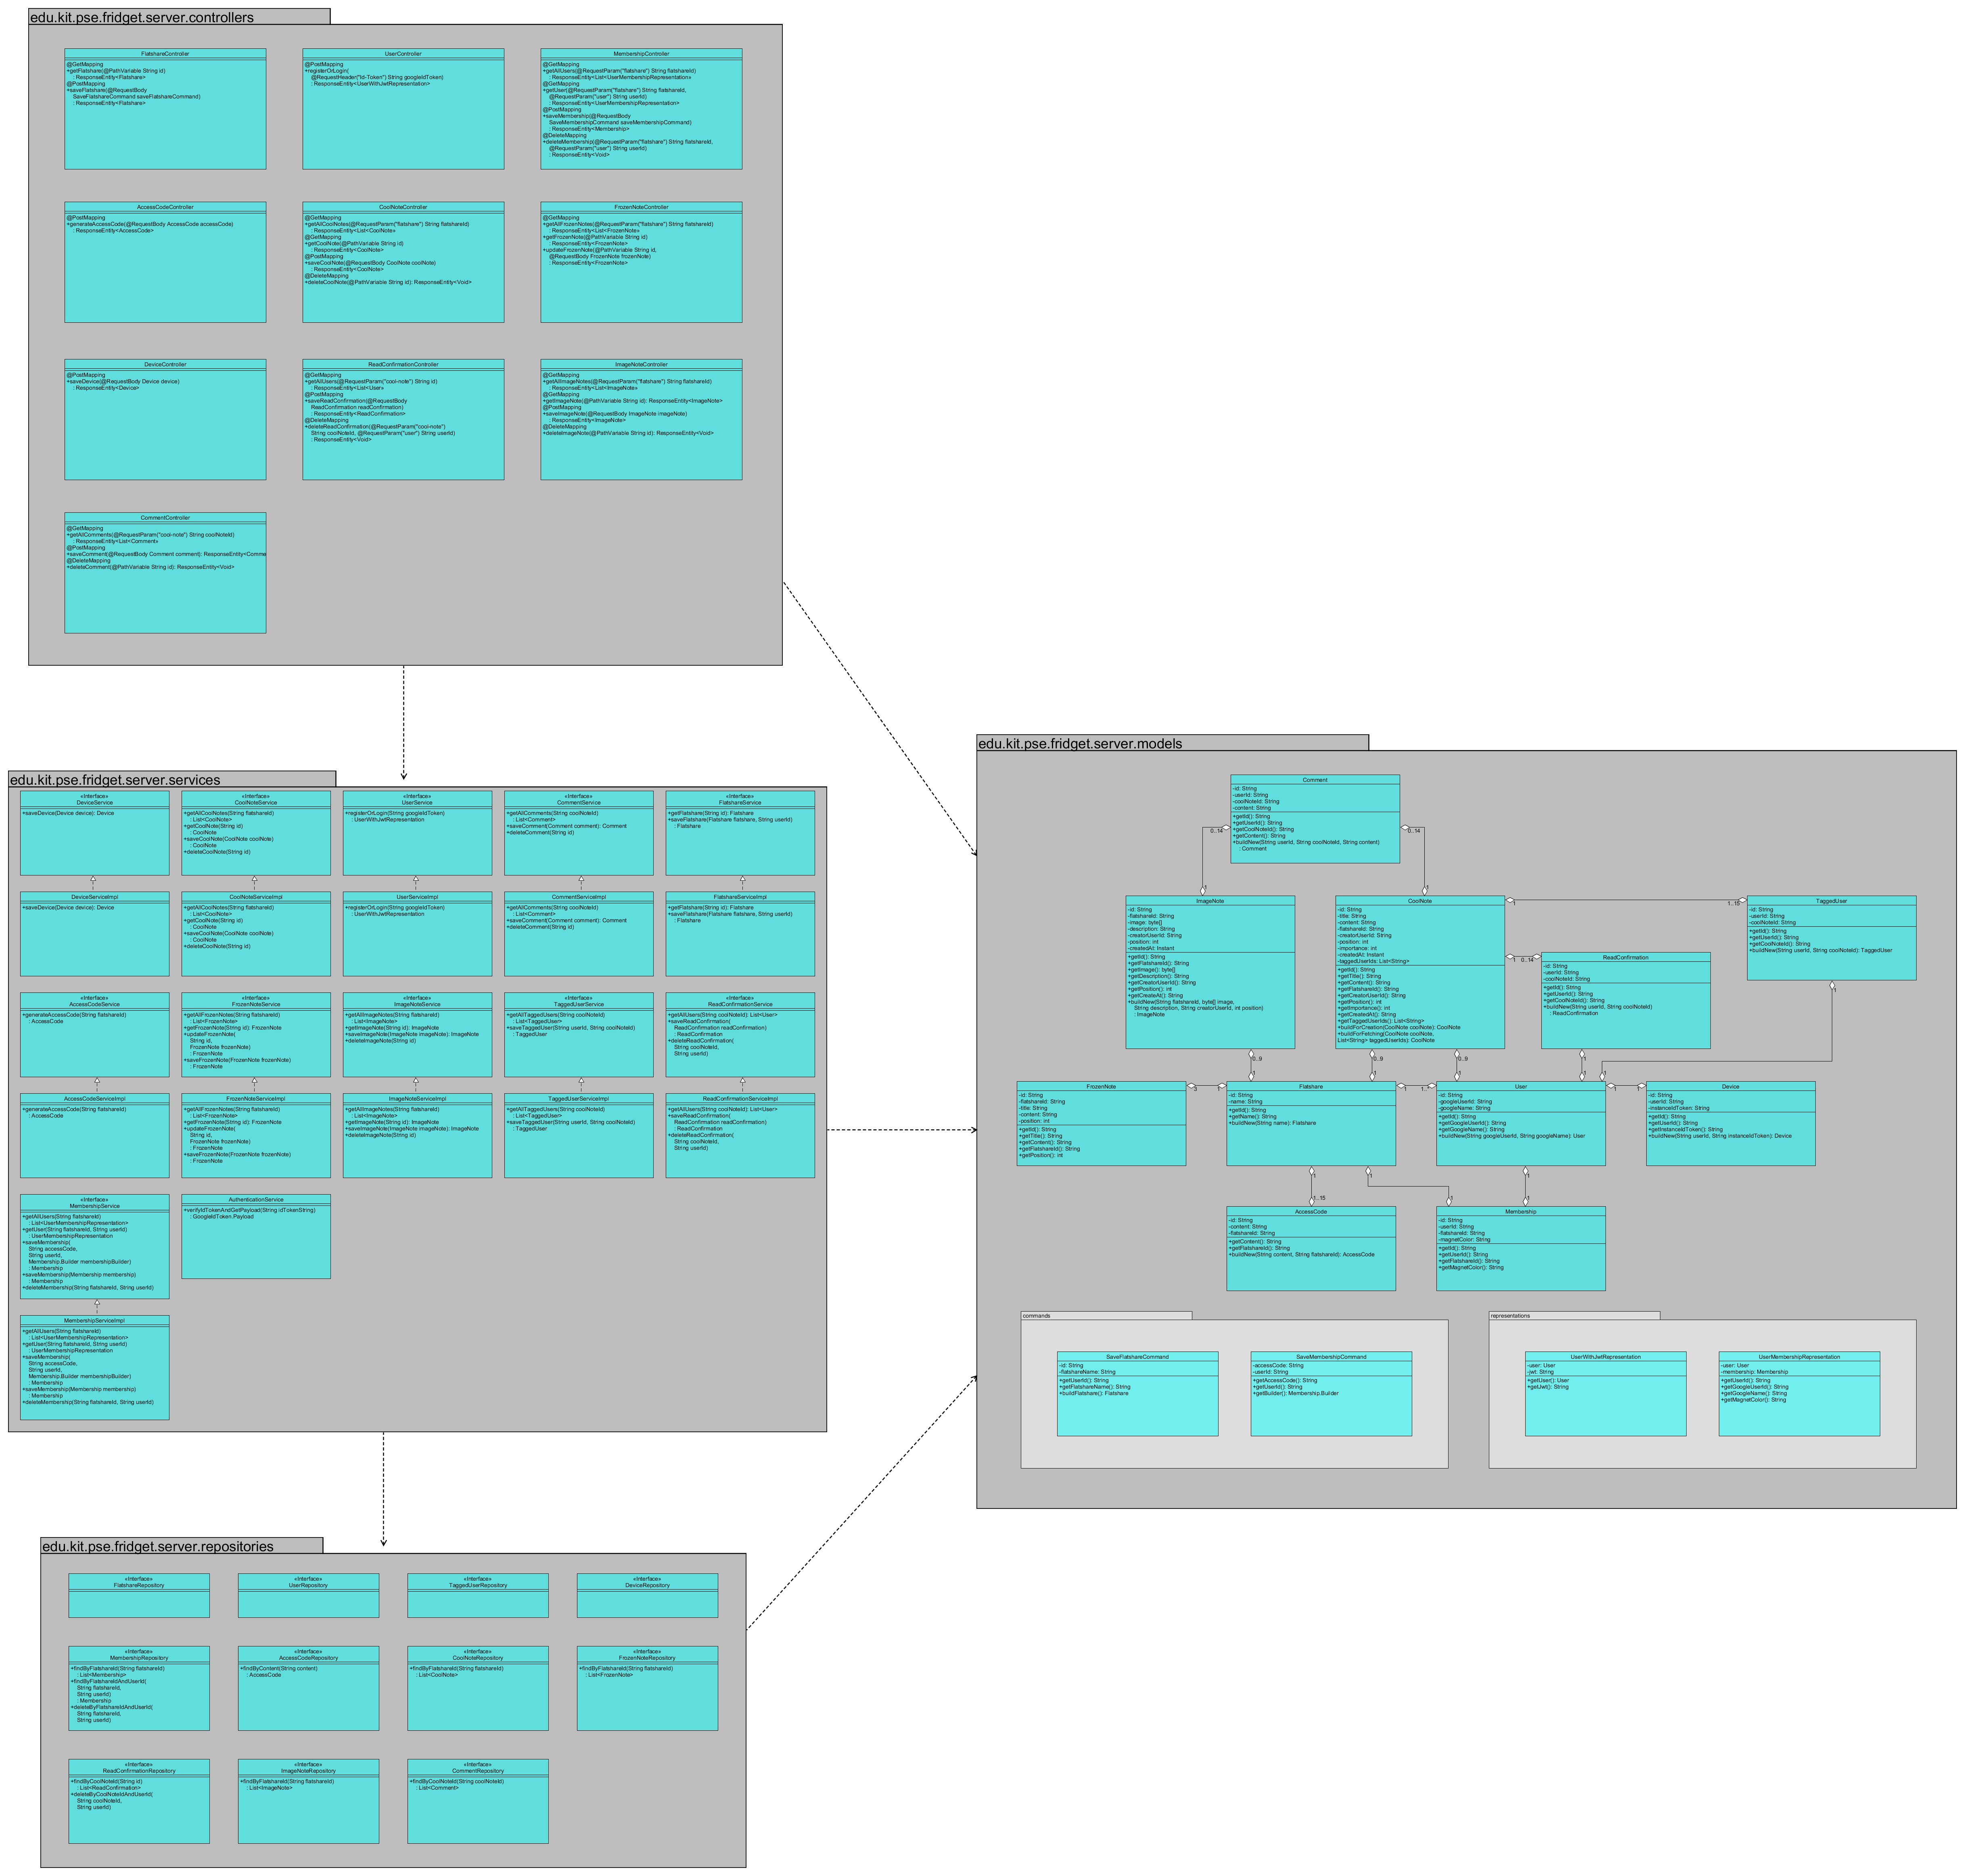 edu.kit.pse.fridget.server.controllers
FlatshareController
@GetMapping
+getFlatshare(@PathVariable String id)
: ResponseEntity<Flatshare>
@PostMapping
+saveFlatshare(@RequestBody
SaveFlatshareCommand saveFlatshareCommand)
: ResponseEntity<Flatshare>
UserController
@PostMapping
+registerOrLogin(
@RequestHeader("Id-Token") String googleIdToken)
: ResponseEntity<UserWithJwtRepresentation>
MembershipController
@GetMapping
+getAllUsers(@RequestParam("flatshare") String flatshareId)
: ResponseEntity<List<UserMembershipRepresentation»
@GetMapping
+getUser(@RequestParam("flatshare") String flatshareId,
@RequestParam("user") String userId)
: ResponseEntity<UserMembershipRepresentation>
@PostMapping
+saveMembership(@RequestBody
SaveMembershipCommand saveMembershipCommand)
: ResponseEntity<Membership>
@DeleteMapping
+deleteMembership(@RequestParam("flatshare") String flatshareId,
@RequestParam("user") String userId)
: ResponseEntity<Void>
AccessCodeController
@PostMapping
+generateAccessCode(@RequestBody AccessCode accessCode)
: ResponseEntity<AccessCode>
CoolNoteController
@GetMapping
+getAllCoolNotes(@RequestParam("flatshare") String flatshareId)
: ResponseEntity<List<CoolNote»
@GetMapping
+getCoolNote(@PathVariable String id)
: ResponseEntity<CoolNote>
@PostMapping
+saveCoolNote(@RequestBody CoolNote coolNote)
: ResponseEntity<CoolNote>
@DeleteMapping
+deleteCoolNote(@PathVariable String id): ResponseEntity<Void>
FrozenNoteController
@GetMapping
+getAllFrozenNotes(@RequestParam("flatshare") String flatshareId)
: ResponseEntity<List<FrozenNote»
+getFrozenNote(@PathVariable String id)
: ResponseEntity<FrozenNote>
+updateFrozenNote(@PathVariable String id,
@RequestBody FrozenNote frozenNote)
: ResponseEntity<FrozenNote>
DeviceController
@PostMapping
+saveDevice(@RequestBody Device device)
: ResponseEntity<Device>
ReadConfirmationController
@GetMapping
+getAllUsers(@RequestParam("cool-note") String id)
: ResponseEntity<List<User»
@PostMapping
+saveReadConfirmation(@RequestBody
ReadConfirmation readConfirmation)
: ResponseEntity<ReadConfirmation>
@DeleteMapping
+deleteReadConfirmation(@RequestParam("cool-note")
String coolNoteId, @RequestParam("user") String userId)
: ResponseEntity<Void>
ImageNoteController
@GetMapping
+getAllImageNotes(@RequestParam("flatshare") String flatshareId)
: ResponseEntity<List<ImageNote»
@GetMapping
+getImageNote(@PathVariable String id): ResponseEntity<ImageNote>
@PostMapping
+saveImageNote(@RequestBody ImageNote imageNote)
: ResponseEntity<ImageNote>
@DeleteMapping
+deleteImageNote(@PathVariable String id): ResponseEntity<Void>
CommentController
@GetMapping
+getAllComments(@RequestParam("cool-note") String coolNoteId)
: ResponseEntity<List<Comment»
@PostMapping
+saveComment(@RequestBody Comment comment): ResponseEntity<Comme
@DeleteMapping
+deleteComment(@PathVariable String id): ResponseEntity<Void>
edu.kit.pse.fridget.server.services
«Interface»
DeviceService
+saveDevice(Device device): Device
«Interface»
CoolNoteService
+getAllCoolNotes(String flatshareId)
: List<CoolNote>
+getCoolNote(String id)
: CoolNote
+saveCoolNote(CoolNote coolNote)
: CoolNote
+deleteCoolNote(String id)
«Interface»
UserService
+registerOrLogin(String googleIdToken)
: UserWithJwtRepresentation
«Interface»
CommentService
+getAllComments(String coolNoteId)
: List<Comment>
+saveComment(Comment comment): Comment
+deleteComment(String id)
«Interface»
FlatshareService
+getFlatshare(String id): Flatshare
+saveFlatshare(Flatshare flatshare, String userId)
: Flatshare
DeviceServiceImpl
+saveDevice(Device device): Device
CoolNoteServiceImpl
+getAllCoolNotes(String flatshareId)
: List<CoolNote>
+getCoolNote(String id)
: CoolNote
+saveCoolNote(CoolNote coolNote)
: CoolNote
+deleteCoolNote(String id)
UserServiceImpl
+registerOrLogin(String googleIdToken)
: UserWithJwtRepresentation
CommentServiceImpl
+getAllComments(String coolNoteId)
: List<Comment>
+saveComment(Comment comment): Comment
+deleteComment(String id)
FlatshareServiceImpl
+getFlatshare(String id): Flatshare
+saveFlatshare(Flatshare flatshare, String userId)
: Flatshare
«Interface»
AccessCodeService
+generateAccessCode(String flatshareId)
: AccessCode
«Interface»
FrozenNoteService
+getAllFrozenNotes(String flatshareId)
: List<FrozenNote>
+getFrozenNote(String id): FrozenNote
+updateFrozenNote(
String id,
FrozenNote frozenNote)
: FrozenNote
+saveFrozenNote(FrozenNote frozenNote)
: FrozenNote
«Interface»
ImageNoteService
+getAllImageNotes(String flatshareId)
: List<ImageNote>
+getImageNote(String id): ImageNote
+saveImageNote(ImageNote imageNote): ImageNote
+deleteImageNote(String id)
«Interface»
TaggedUserService
+getAllTaggedUsers(String coolNoteId)
: List<TaggedUser>
+saveTaggedUser(String userId, String coolNoteId)
: TaggedUser
«Interface»
ReadConfirmationService
+getAllUsers(String coolNoteId): List<User>
+saveReadConfirmation(
ReadConfirmation readConfirmation)
: ReadConfirmation
+deleteReadConfirmation(
String coolNoteId,
String userId)
AccessCodeServiceImpl
+generateAccessCode(String flatshareId)
: AccessCode
FrozenNoteServiceImpl
+getAllFrozenNotes(String flatshareId)
: List<FrozenNote>
+getFrozenNote(String id): FrozenNote
+updateFrozenNote(
String id,
FrozenNote frozenNote)
: FrozenNote
+saveFrozenNote(FrozenNote frozenNote)
: FrozenNote
ImageNoteServiceImpl
+getAllImageNotes(String flatshareId)
: List<ImageNote>
+getImageNote(String id): ImageNote
+saveImageNote(ImageNote imageNote): ImageNote
+deleteImageNote(String id)
TaggedUserServiceImpl
+getAllTaggedUsers(String coolNoteId)
: List<TaggedUser>
+saveTaggedUser(String userId, String coolNoteId)
: TaggedUser
ReadConfirmationServiceImpl
+getAllUsers(String coolNoteId): List<User>
+saveReadConfirmation(
ReadConfirmation readConfirmation)
: ReadConfirmation
+deleteReadConfirmation(
String coolNoteId,
String userId)
«Interface»
MembershipService
+getAllUsers(String flatshareId)
: List<UserMembershipRepresentation>
+getUser(String flatshareId, String userId)
: UserMembershipRepresentation
+saveMembership(
String accessCode,
String userId,
Membership.Builder membershipBuilder)
: Membership
+saveMembership(Membership membership)
: Membership
+deleteMembership(String flatshareId, String userId)
AuthenticationService
+verifyIdTokenAndGetPayload(String idTokenString)
: GoogleIdToken.Payload
MembershipServiceImpl
+getAllUsers(String flatshareId)
: List<UserMembershipRepresentation>
+getUser(String flatshareId, String userId)
: UserMembershipRepresentation
+saveMembership(
String accessCode,
String userId,
Membership.Builder membershipBuilder)
: Membership
+saveMembership(Membership membership)
: Membership
+deleteMembership(String flatshareId, String userId)
edu.kit.pse.fridget.server.models
Comment
-id: String
-userId: String
-coolNoteId: String
-content: String
+getId(): String
+getUserId(): String
+getCoolNoteId(): String
+getContent(): String
+buildNew(String userId, String coolNoteId, String content)
: Comment
0..14
0..14
1
1
ImageNote
-id: String
-flatshareId: String
-image: byte[]
-description: String
-creatorUserId: String
-position: int
-createdAt: Instant
+getId(): String
+getFlatshareId(): String
+getImage(): byte[]
+getDescription(): String
+getCreatorUserId(): String
+getPosition(): int
+getCreateAt(): String
+buildNew(String flatshareId, byte[] image,
String description, String creatorUserId, int position)
: ImageNote
CoolNote
-id: String
-title: String
-content: String
-flatshareId: String
-creatorUserId: String
-position: int
-importance: int
-createdAt: Instant
-taggedUserIds: List<String>
+getId(): String
+getTitle(): String
+getContent(): String
+getFlatshareId(): String
+getCreatorUserId(): String
+getPosition(): int
+getImportance(): int
+getCreatedAt(): String
+getTaggedUserIds(): List<String>
+buildForCreation(CoolNote coolNote): CoolNote
+buildForFetching(CoolNote coolNote,
List<String> taggedUserIds): CoolNote
1
1..15
TaggedUser
-id: String
-userId: String
-coolNoteId: String
+getId(): String
+getUserId(): String
+getCoolNoteId(): String
+buildNew(String userId, String coolNoteId): TaggedUser
1
0..14
ReadConfirmation
-id: String
-userId: String
-coolNoteId: String
+getId(): String
+getUserId(): String
+getCoolNoteId(): String
+buildNew(String userId, String coolNoteId)
: ReadConfirmation
1
0..9
0..9
0..9
1
1
1
1
1
1
FrozenNote
-id: String
-flatshareId: String
-title: String
-content: String
-position: int
+getId(): String
+getTitle(): String
+getContent(): String
+getFlatshareId(): String
+getPosition(): int
3
1
Flatshare
-id: String
-name: String
+getId(): String
+getName(): String
+buildNew(String name): Flatshare
1
1..*
User
-id: String
-googleUserId: String
-googleName: String
+getId(): String
+getGoogleUserId(): String
+getGoogleName(): String
+buildNew(String googleUserId, String googleName): User
1
1
Device
-id: String
-userId: String
-instanceIdToken: String
+getId(): String
+getUserId(): String
+getInstanceIdToken(): String
+buildNew(String userId, String instanceIdToken): Device
1
1
1
1..15
1
1
AccessCode
-id: String
-content: String
-flatshareId: String
+getContent(): String
+getFlatshareId(): String
+buildNew(String content, String flatshareId): AccessCode
Membership
-id: String
-userId: String
-flatshareId: String
-magnetColor: String
+getId(): String
+getUserId(): String
+getFlatshareId(): String
+getMagnetColor(): String
commands
SaveFlatshareCommand
-id: String
-flatshareName: String
+getUserId(): String
+getFlatshareName(): String
+buildFlatshare(): Flatshare
SaveMembershipCommand
-accessCode: String
-userId: String
+getAccessCode(): String
+getUserId(): String
+getBuilder(): Membership.Builder
representations
UserWithJwtRepresentation
-user: User
-jwt: String
+getUser(): User
+getJwt(): String
UserMembershipRepresentation
-user: User
-membership: Membership
+getUserId(): String
+getGoogleUserId(): String
+getGoogleName(): String
+getMagnetColor(): String
edu.kit.pse.fridget.server.repositories
«Interface»
FlatshareRepository
«Interface»
UserRepository
«Interface»
TaggedUserRepository
«Interface»
DeviceRepository
«Interface»
MembershipRepository
+findByFlatshareId(String flatshareId)
: List<Membership>
+findByFlatshareIdAndUserId(
String flatshareId,
String userId)
: Membership
+deleteByFlatshareIdAndUserId(
String flatshareId,
String userId)
«Interface»
AccessCodeRepository
+findByContent(String content)
: AccessCode
«Interface»
CoolNoteRepository
+findByFlatshareId(String flatshareId)
: List<CoolNote>
«Interface»
FrozenNoteRepository
+findByFlatshareId(String flatshareId)
: List<FrozenNote>
«Interface»
ReadConfirmationRepository
+findByCoolNoteId(String id)
: List<ReadConfirmation>
+deleteByCoolNoteIdAndUserId(
String coolNoteId,
String userId)
«Interface»
ImageNoteRepository
+findByFlatshareId(String flatshareId)
: List<ImageNote>
«Interface»
CommentRepository
+findByCoolNoteId(String coolNoteId)
: List<Comment>